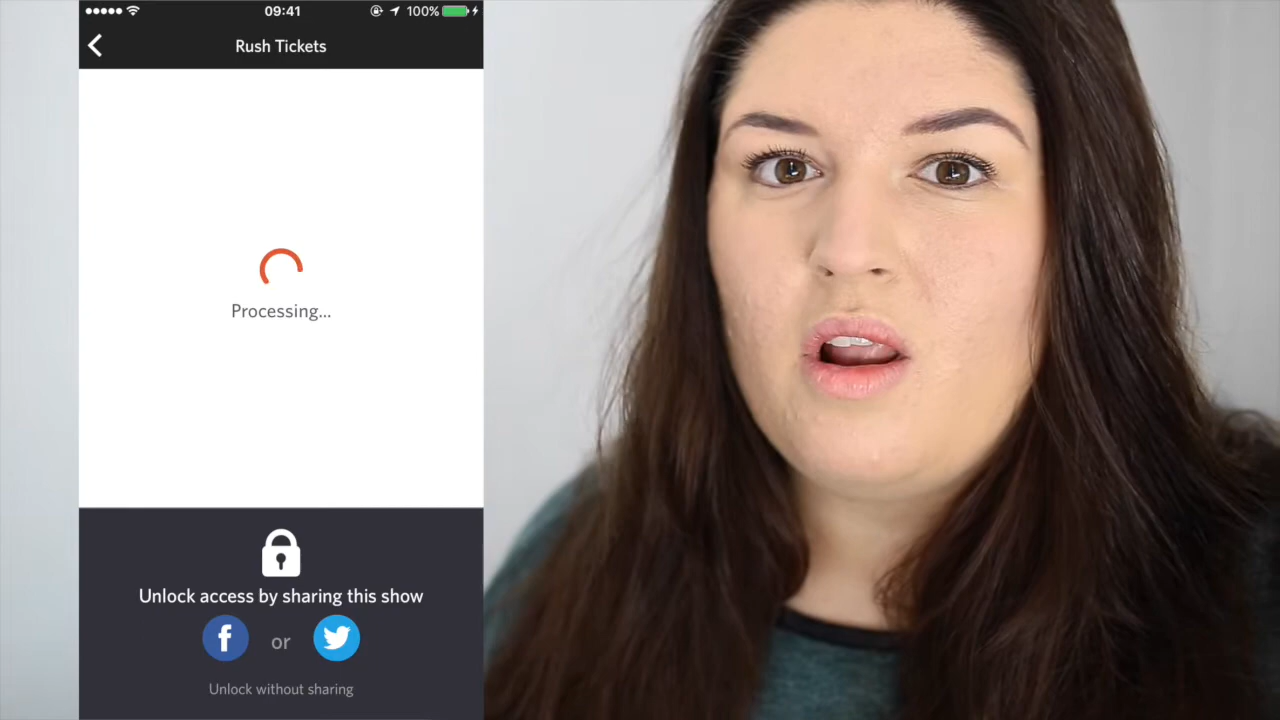 09:41
100%
Rush Tickets
Processing...
Unlock access by sharing this show
f or
Unlock without sharing